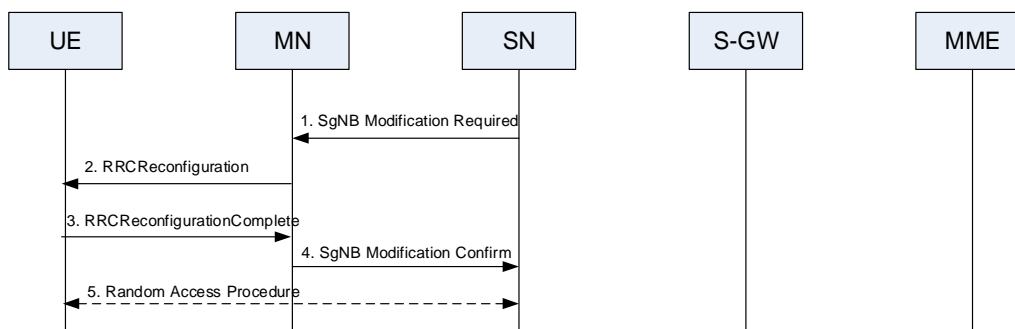 UE
MN
SN
S-GW
MME
1. SgNB Modification Required
2. RRCReconfiguration
3. RRCReconfigurationComplete
4. SgNB Modification Confirm
5. Random Access Procedure